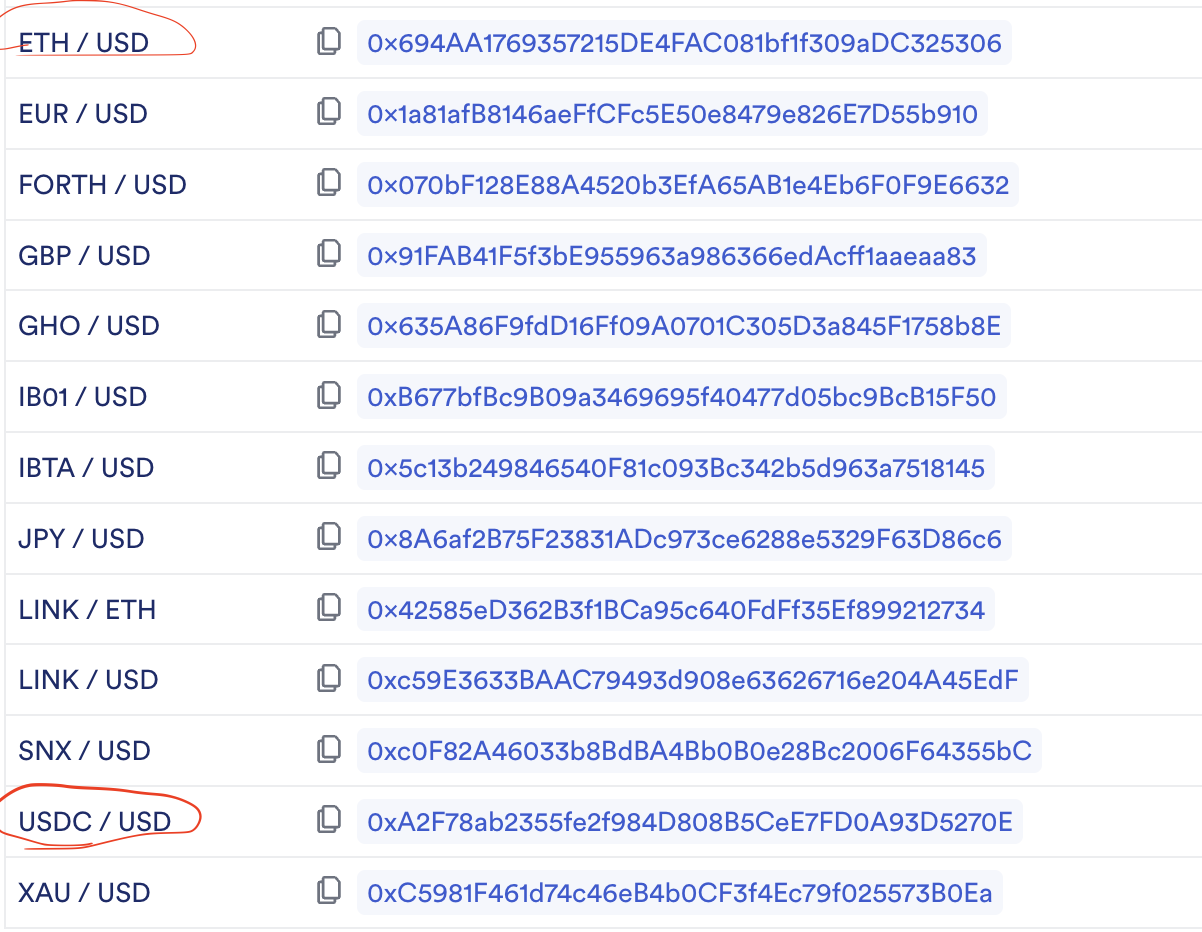 ETH / USD 0x694AA1769357215DE4FAC081bf1f309aDC325306
EUR / USD 0x1a81afB8146aeFfCFc5E50e8479e826E7D55b910
FORTH / USD 0x070bF128E88A4520b3EfA65AB1e4Eb6F0F9E6632
GBP / USD 0x91FAB41F5f3bE955963a986366edAcff1aaeaa83
GHO / USD 0x635A86F9fdD16Ff09A0701C305D3a845F1758b8E
IB01 / USD 0xB677bfBc9B09a3469695f40477d05bc9BcB15F50
IBTA / USD 0x5c13b249846540F81c093Bc342b5d963a7518145
JPY / USD 0x8A6af2B75F23831ADc973ce6288e5329F63D86c6
LINK / ETH 0x42585eD362B3f1BCa95c640FdFf35Ef899212734
LINK / USD 0xc59E3633BAAC79493d908e63626716e204A45EdF
SNX / USD 0xc0F82A46033b8BdBA4Bb0B0e28Bc2006F64355bC
USDC / USD 0xA2F78ab2355fe2f984D808B5CeE7FD0A93D5270E
XAU / USD 0xC5981F461d74c46eB4b0CF3f4Ec79f025573B0Ea